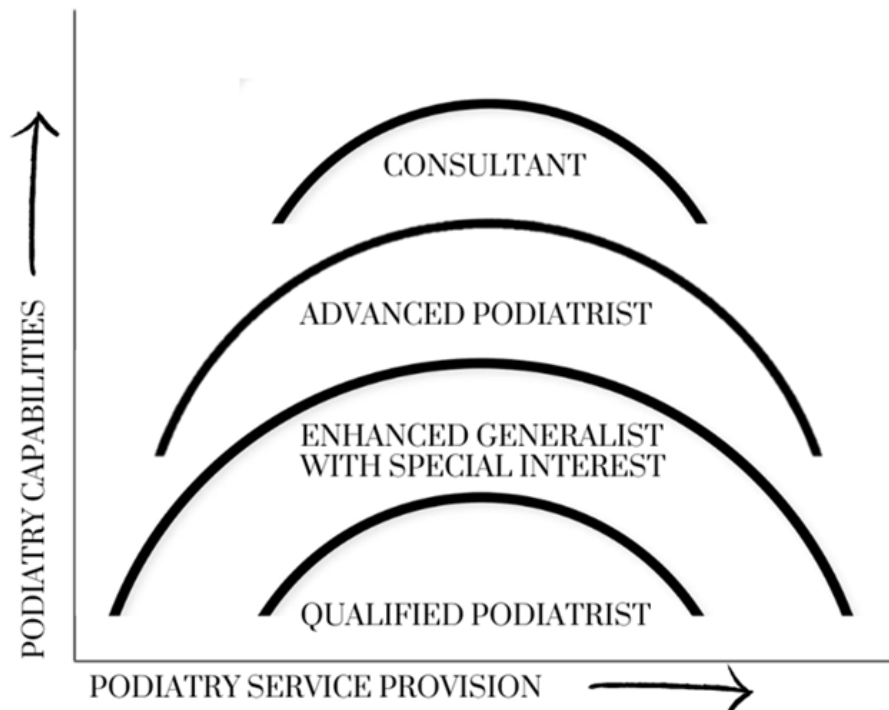 CONSULTANT
ADVANCED PODIATRIST
ENHANCED GENERALIST
WITH SPECIAL INTEREST
QUALIFIED PODIATRIST
PODIATRY CAPABILITIES
PODIATRY SERVICE PROVISION